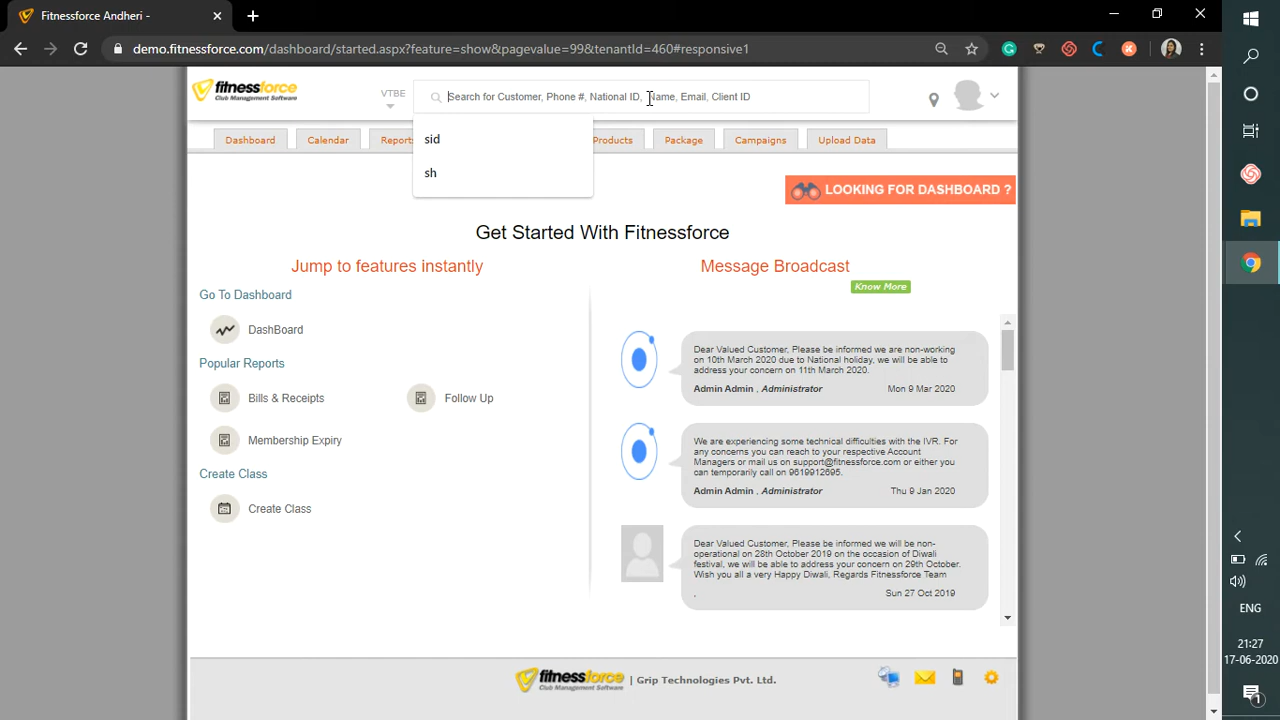 Fitnessforce Andheri -
demo.fitnessforce.com/dashboard/started.aspx?feature=show&pagevalue=99&tenantId=460#responsive1
fitnessforce
Club Management Software
VTBE
Search for Customer, Phone #, National ID, Name, Email, Client ID
sid
sh
Dashboard
Calendar
Report
Products
Package
Campaigns
Upload Data
LOOKING FOR DASHBOARD ?
Get Started With Fitnessforce
Jump to features instantly
Message Broadcast
Know More
Go To Dashboard
DashBoard
Popular Reports
Bills & Receipts
Follow Up
Membership Expiry
Create Class
Create Class
Dear Valued Customer, Please be informed we are non-working
on 10th March 2020 due to National holiday, we will be able to
address your concern on 11th March 2020.
Admin Admin , Administrator
Mon 9 Mar 2020
We are experiencing some technical difficulties with the IVR. For
any concerns you can reach to your respective Account
Managers or mail us on support@fitnessforce.com or either you
can temporarily call on 9619912695.
Admin Admin , Administrator
Thu 9 Jan 2020
Dear Valued Customer, Please be informed we will be non-
operational on 28th October 2019 on the occasion of Diwali
festival, we will be able to address your concern on 29th October.
Wish you all a very Happy Diwali, Regards Fitnessforce Team
,
Sun 27 Oct 2019
fitnessforce
Club Management Software
| Grip Technologies Pvt. Ltd.
ENG
21:27
17-06-2020
1